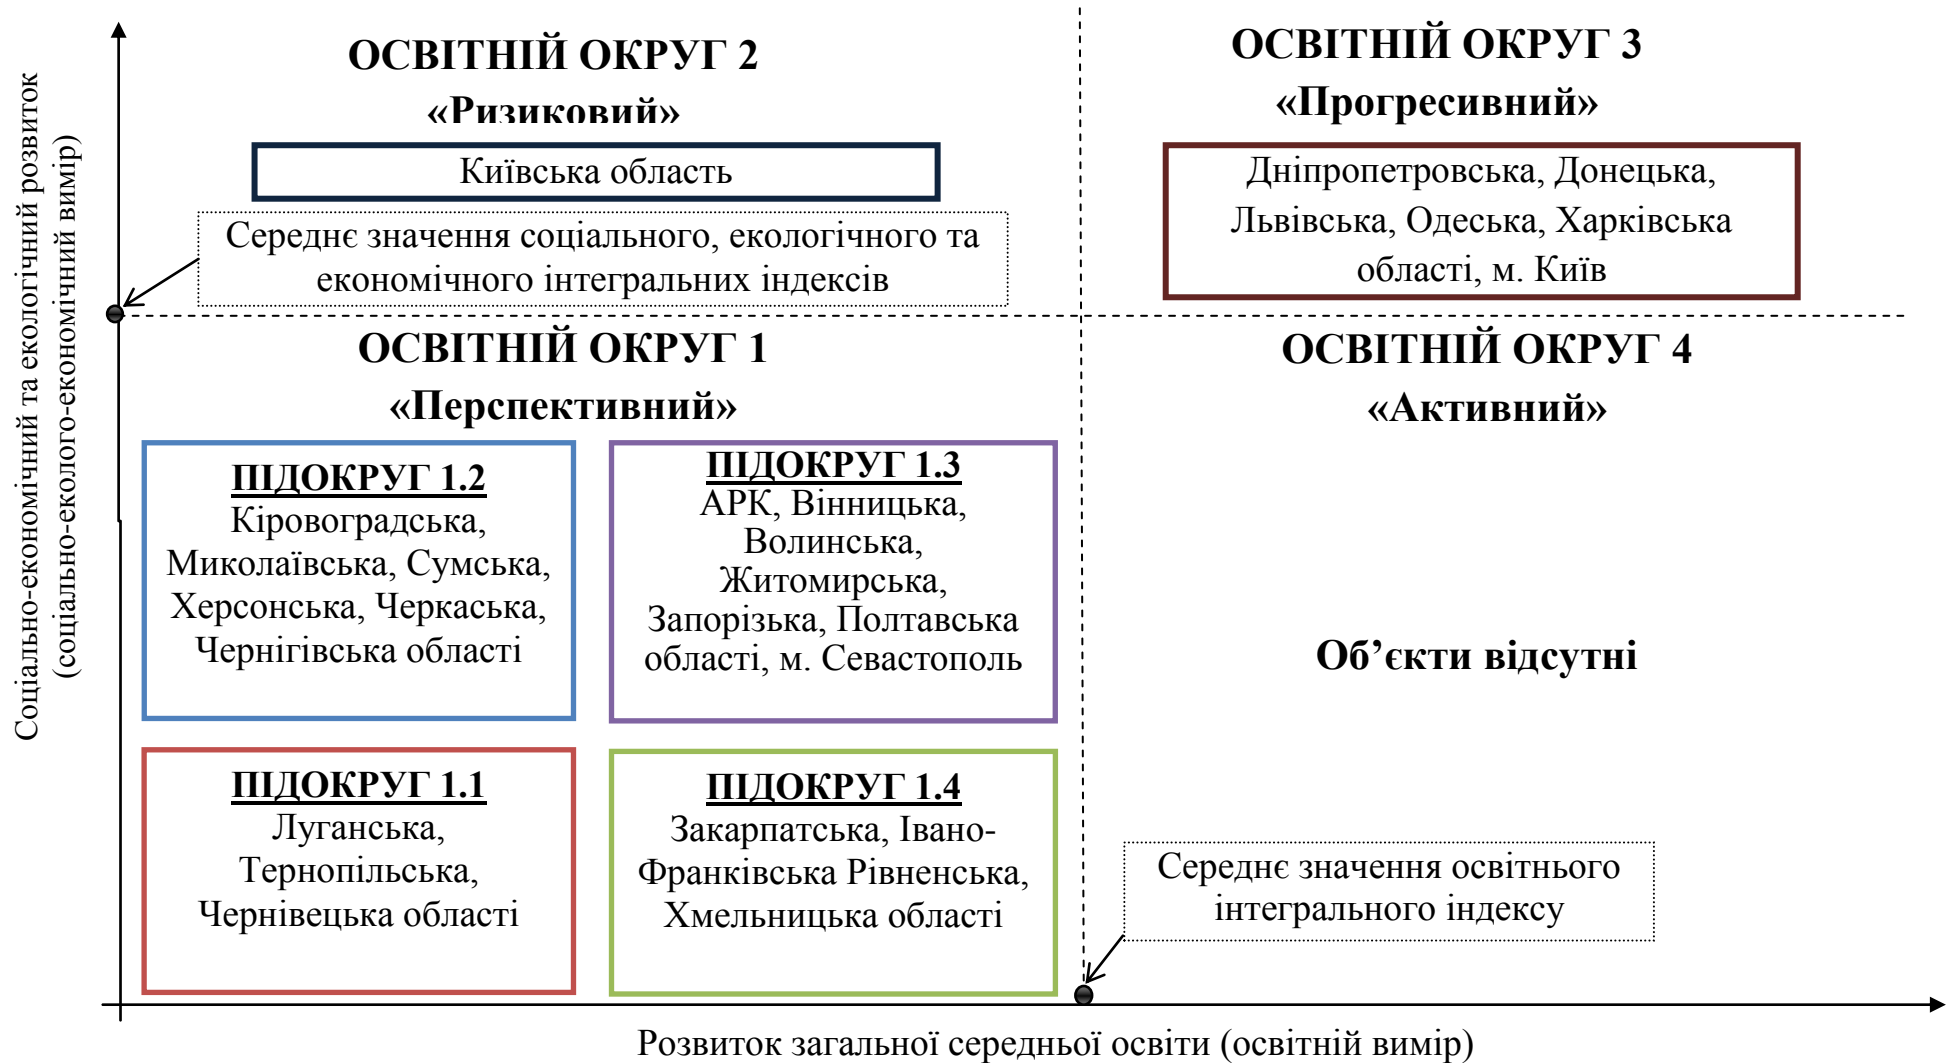 Соціально-економічний та екологічний розвиток
(соціально-еколого-економічний вимір)
ОСВІТНІЙ ОКРУГ 2
«Ризиковий»
Київська область
Середнє значення соціального, екологічного та
економічного інтегральних індексів
ОСВІТНІЙ ОКРУГ 3
«Прогресивний»
Дніпропетровська, Донецька,
Львівська, Одеська, Харківська
області, м. Київ
ОСВІТНІЙ ОКРУГ 1
«Перспективний»
ПІДОКРУГ 1.2
Кіровоградська,
Миколаївська, Сумська,
Херсонська, Черкаська,
Чернігівська області
ПІДОКРУГ 1.3
АРК, Вінницька,
Волинська,
Житомирська,
Запорізька, Полтавська
області, м. Севастополь
ПІДОКРУГ 1.1
Луганська,
Тернопільська,
Чернівецька області
ПІДОКРУГ 1.4
Закарпатська, Івано-
Франківська Рівненська,
Хмельницька області
ОСВІТНІЙ ОКРУГ 4
«Активний»
Об’єкти відсутні
Середнє значення освітнього
інтегрального індексу
Розвиток загальної середньої освіти (освітній вимір)